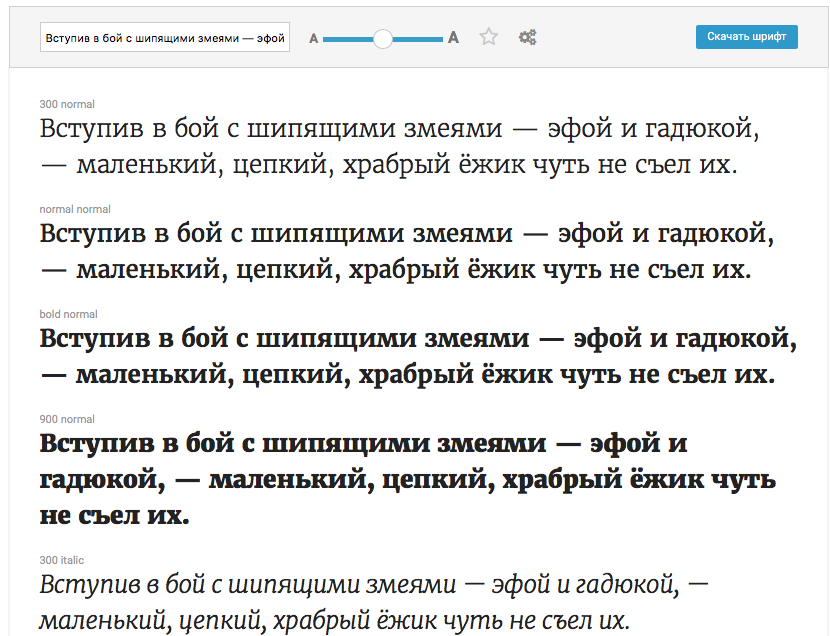 Вступив в бой с шипящими змеями — эфой
A
A
Скачать шрифт
300 normal
Вступив в бой с шипящими змеями — эфой и гадюкой,
— маленький, цепкий, храбрый ёжик чуть не съел их.
normal normal
Вступив в бой с шипящими змеями — эфой и гадюкой,
— маленький, цепкий, храбрый ёжик чуть не съел их.
bold normal
Вступив в бой с шипящими змеями — эфой и гадюкой,
— маленький, цепкий, храбрый ёжик чуть не съел их.
900 normal
Вступив в бой с шипящими змеями — эфой и
гадюкой, — маленький, цепкий, храбрый ёжик чуть
не съел их.
300 italic
Вступив в бой с шипящими змеями — эфой и гадюкой, —
маленький, цепкий, храбрый ёжик чуть не съел их.